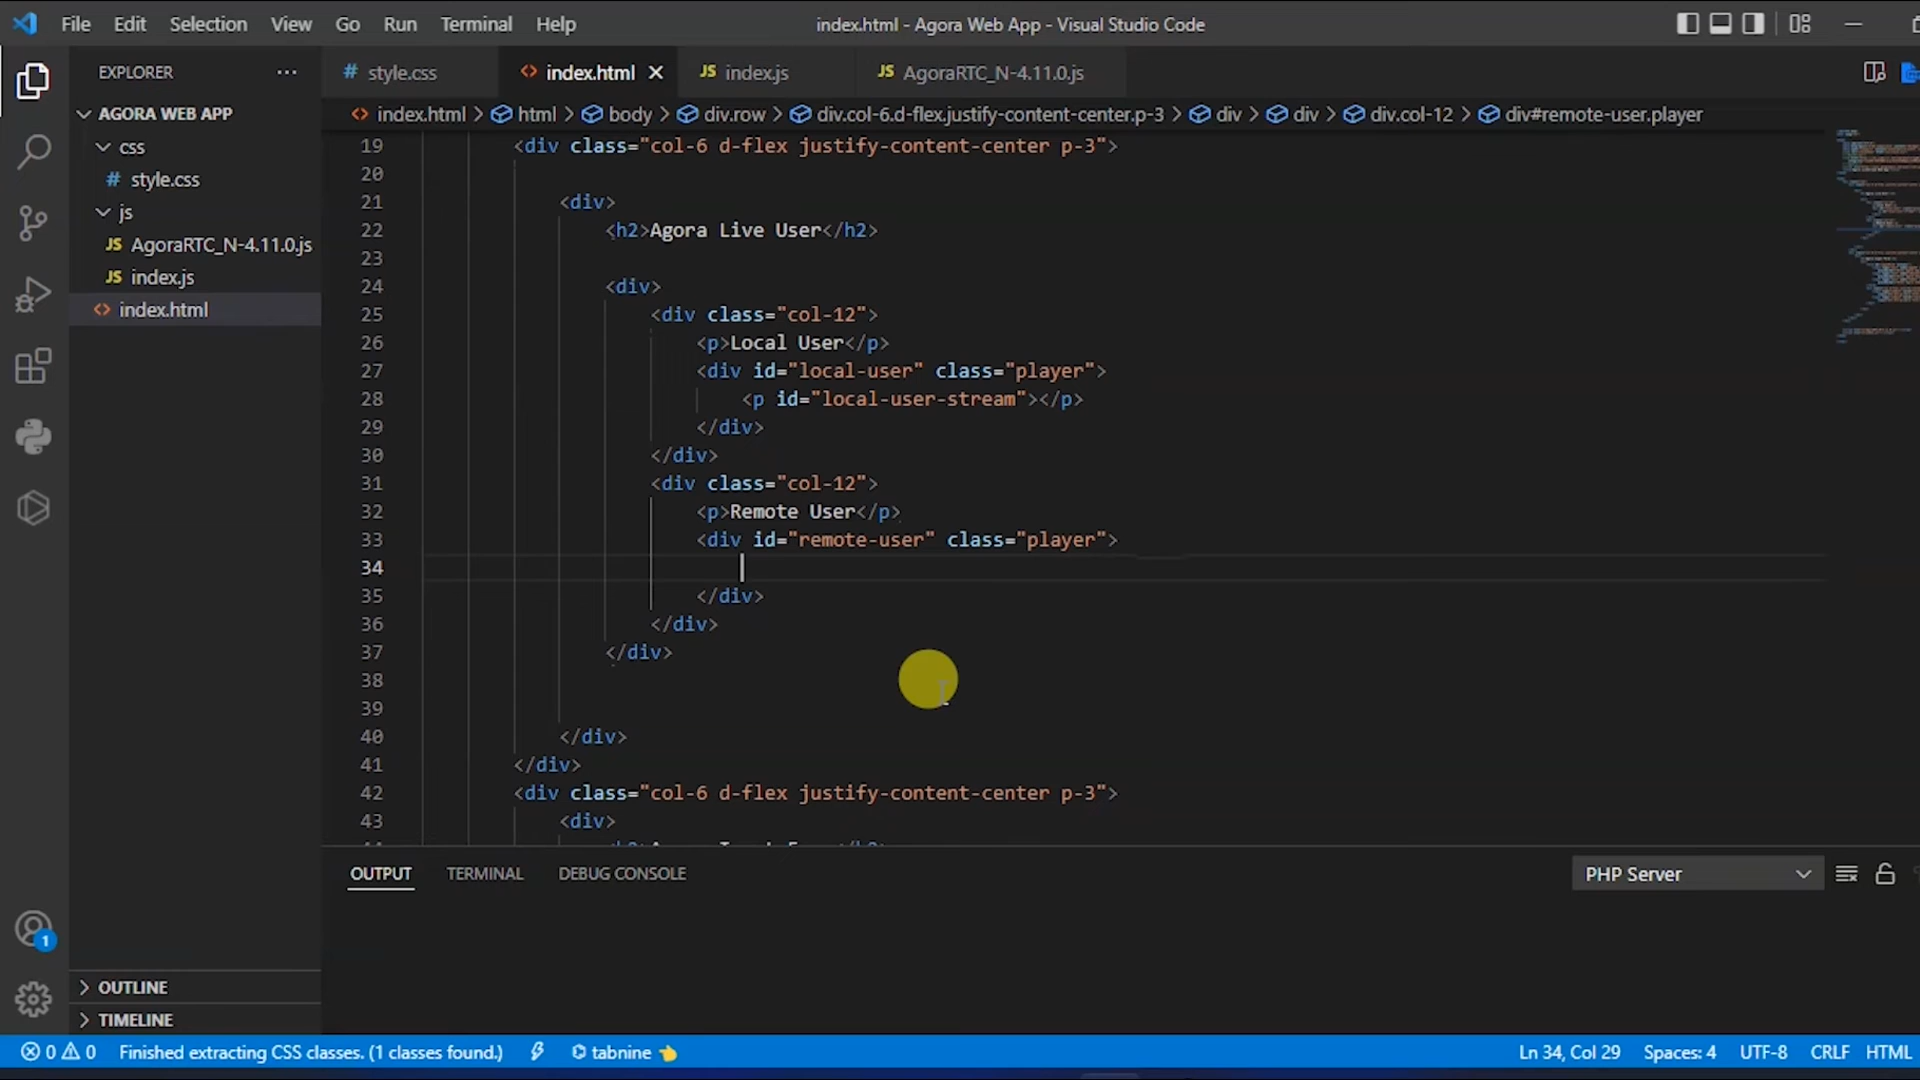 File Edit Selection View Go Run Terminal Help index.html - Agora Web App - Visual Studio Code
EXPLORER
AGORA WEB APP
css
# style.css
js
JS AgoraRTC_N-4.11.0.js
JS index.js
<> index.html
OUTLINE
TIMELINE
# style.css <> index.html JS index.js JS AgoraRTC_N-4.11.0.js
<> index.html > html > body > div.row > div.col-6.d-flex.justify-content-center.p-3 > div > div > div.col-12 > div#remote-user.player
19 <div class="col-6 d-flex justify-content-center p-3">
20
21 <div>
22 <h2>Agora Live User</h2>
23
24 <div>
25 <div class="col-12">
26 <p>Local User</p>
27 <div id="local-user" class="player">
28 <p id="local-user-stream"></p>
29 </div>
30 </div>
31 <div class="col-12">
32 <p>Remote User</p>
33 <div id="remote-user" class="player">
34
35 </div>
36 </div>
37 </div>
38
39
40 </div>
41 </div>
42 <div class="col-6 d-flex justify-content-center p-3">
43 <div>
OUTPUT TERMINAL DEBUG CONSOLE PHP Server
1
0 0 Finished extracting CSS classes. (1 classes found.) tabnine Ln 34, Col 29 Spaces: 4 UTF-8 CRLF HTML